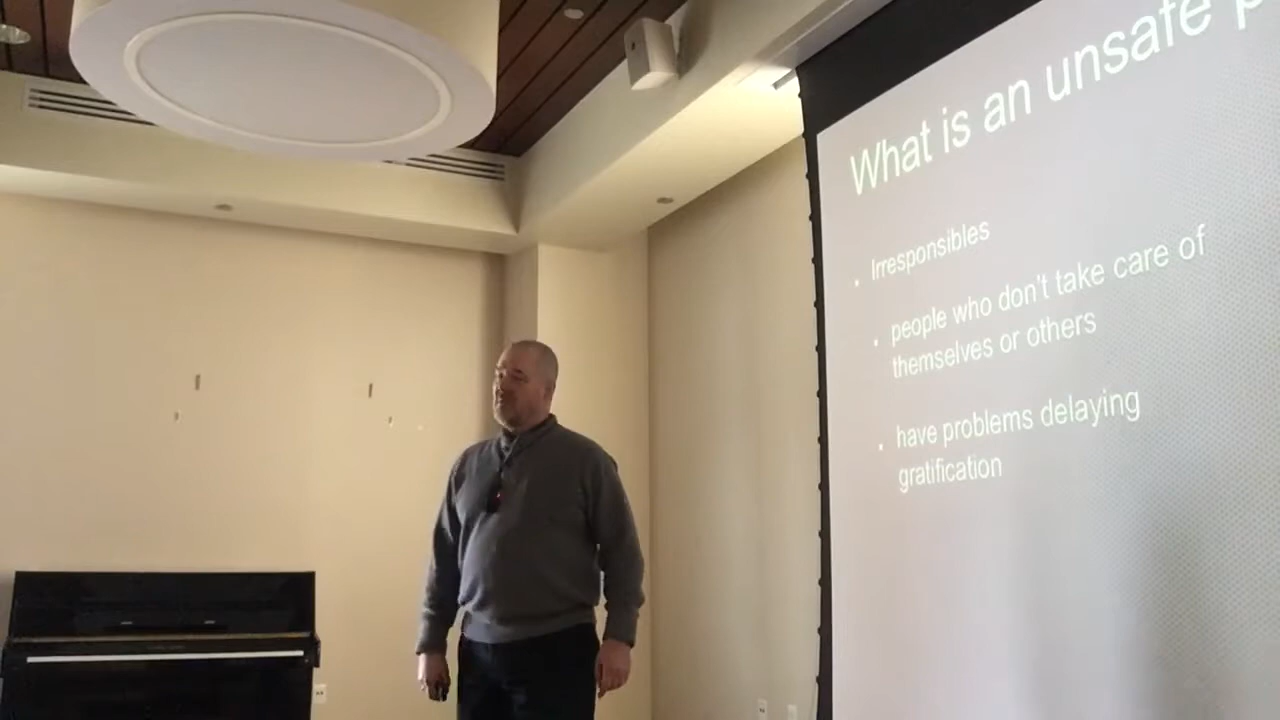 What is an unsafe p
Irresponsibles
people who don't take care of
themselves or others
have problems delaying
gratification